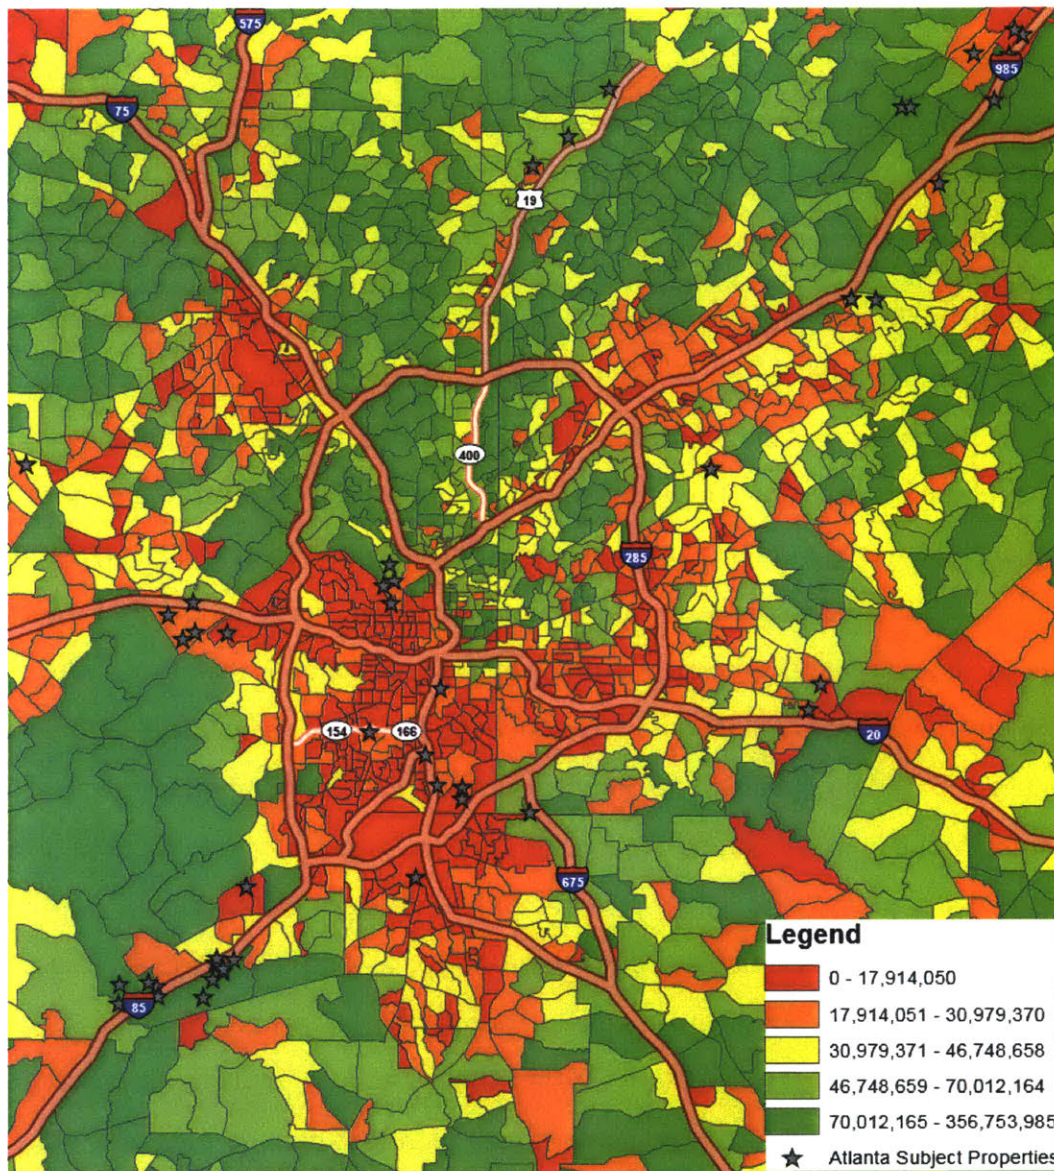 575
985
75
19
400
285
154
166
20
675
85
Legend
0 - 17,914,050
17,914,051 - 30,979,370
30,979,371 - 46,748,658
46,748,659 - 70,012,164
70,012,165 - 356,753,985
Atlanta Subject Properties